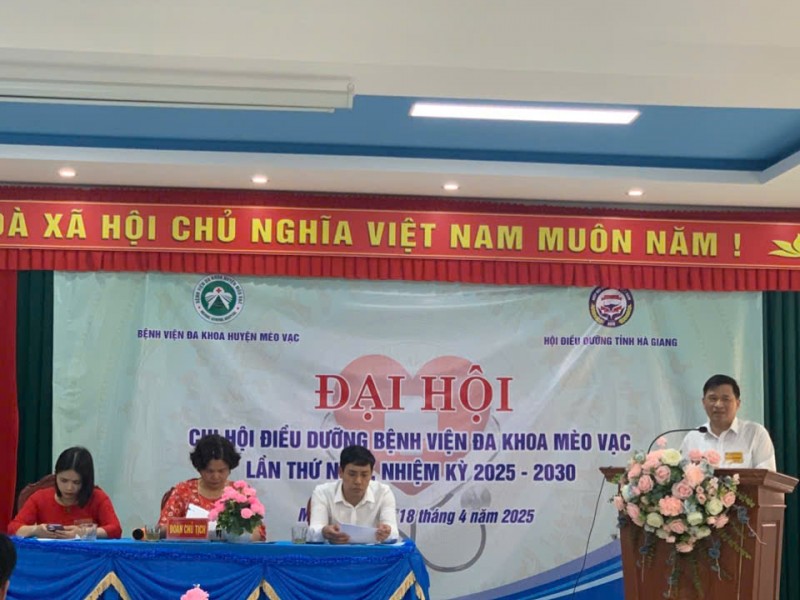 OÀ XÃ HỘI CHỦ NGHĨA VIỆT NAM MUÔN NĂM !
BỆNH VIỆN ĐA KHOA HUYỆN MÈO VẠC
HỘI ĐIỀU DƯỠNG TỈNH HÀ GIANG
ĐẠI HỘI
CHI HỘI ĐIỀU DƯỠNG BỆNH VIỆN ĐA KHOA MÈO VẠC
LẦN THỨ NHIỆM KỲ 2025 - 2030
18 tháng 4 năm 2025
ĐOÀN CHỦ TỊCH